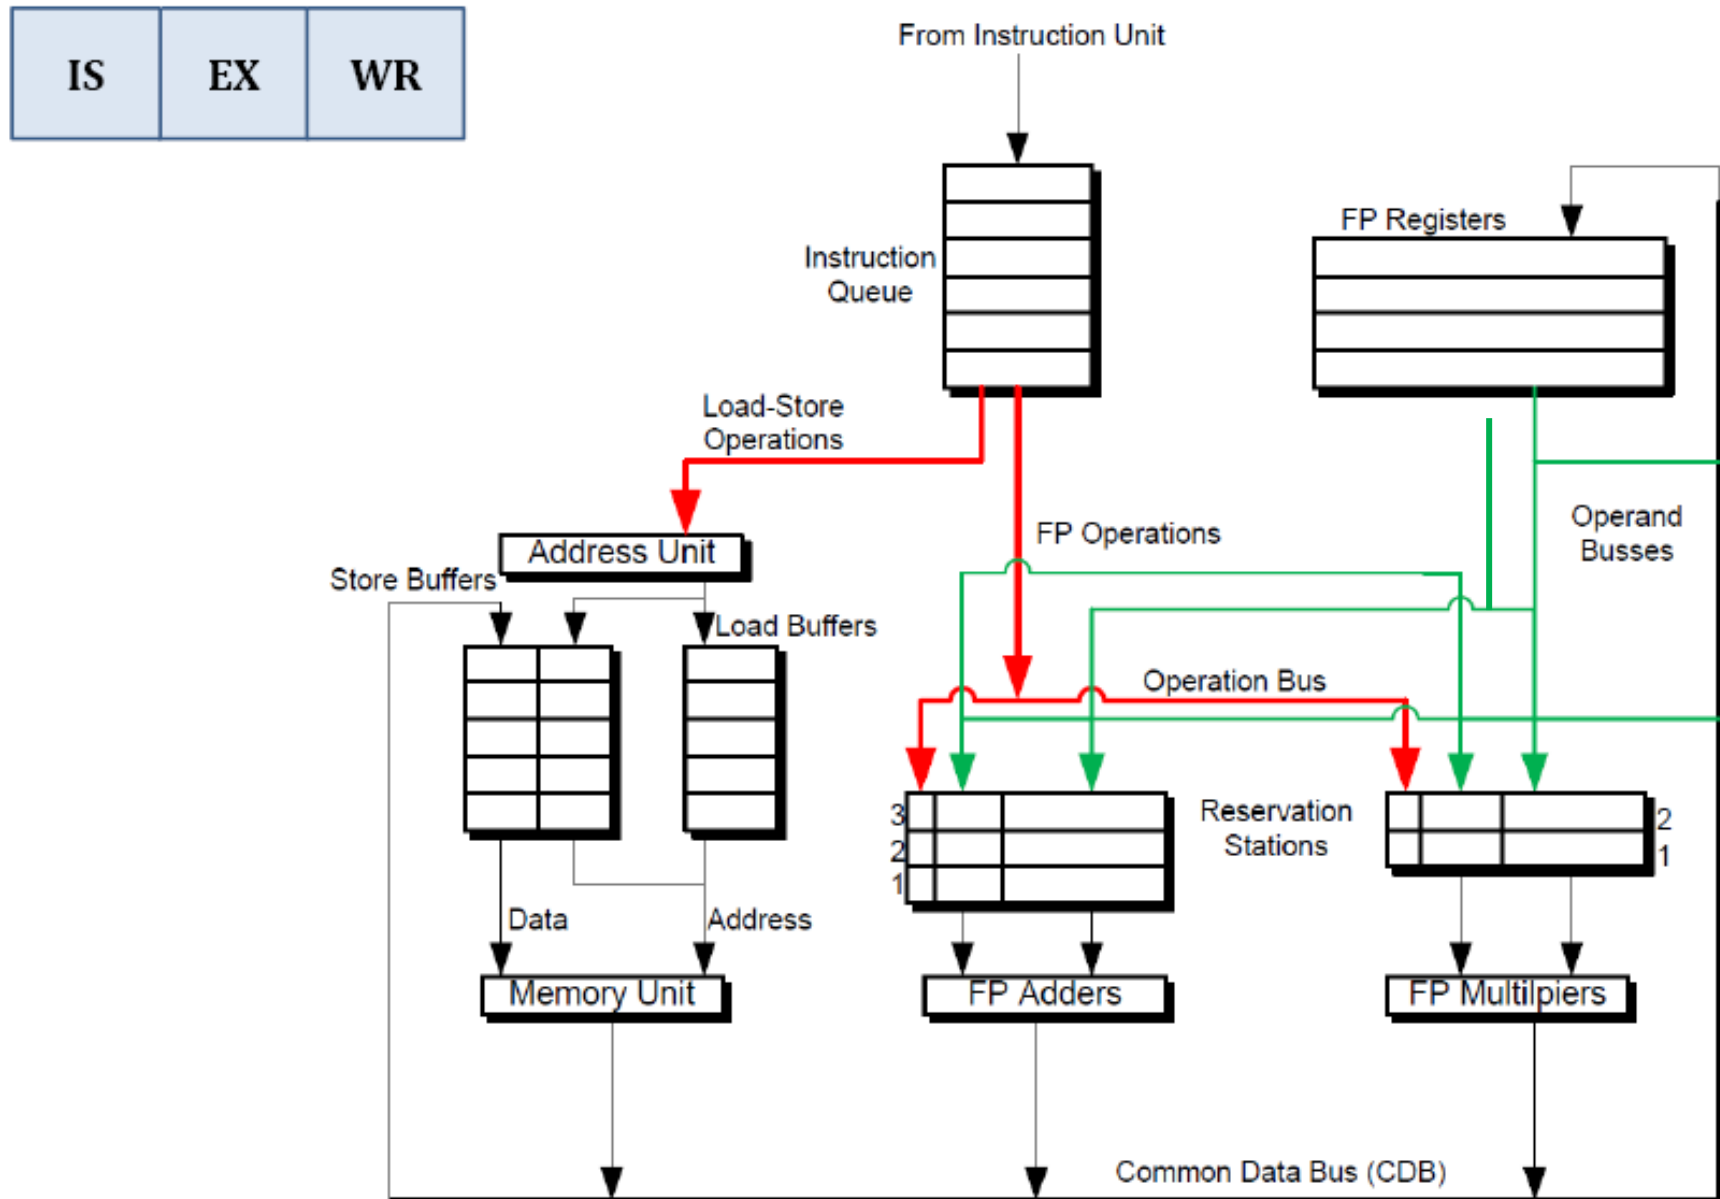 IS EX WR
From Instruction Unit
FP Registers
Instruction
Queue
Load-Store
Operations
Operand
Busses
FP Operations
Address Unit
Store Buffers
Load Buffers
Operation Bus
3
2
1
Reservation
Stations
2
1
Data
Address
Memory Unit
FP Adders
FP Multilpiers
Common Data Bus (CDB)